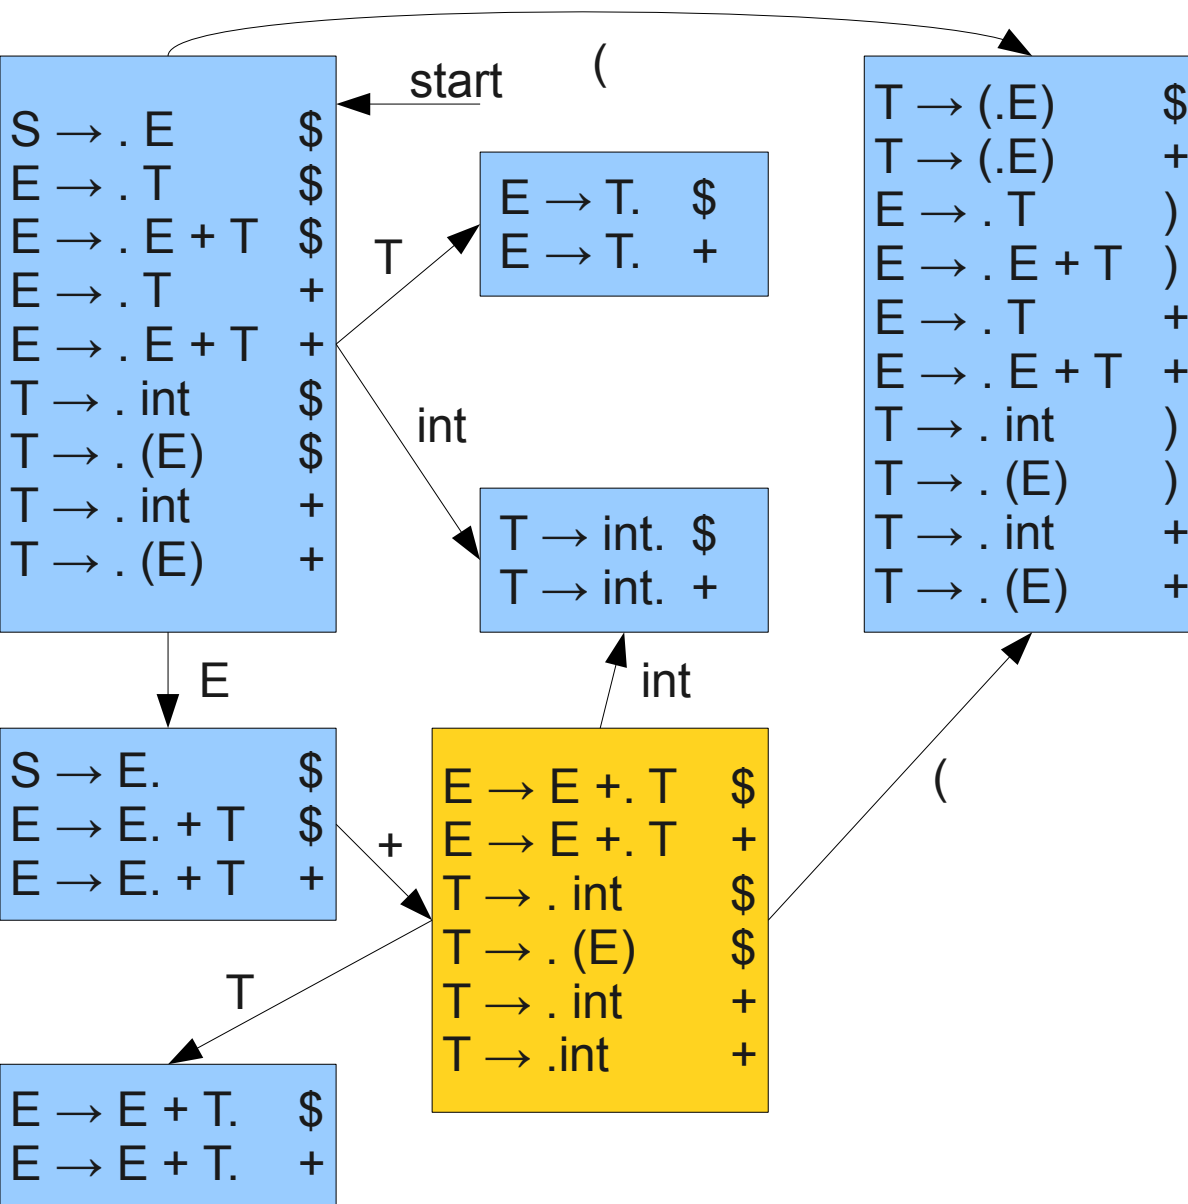 (
start
S → . E $
E → . T $
E → . E + T $
E → . T +
E → . E + T +
T → . int $
T → . (E) $
T → . int +
T → . (E) +
T
E → T. $
E → T. +
int
T → int. $
T → int. +
T → (.E) $
T → (.E) +
E → . T )
E → . E + T )
E → . T +
E → . E + T +
T → . int )
T → . (E) )
T → . int +
T → . (E) +
E
int
(
S → E. $
E → E. + T $
E → E. + T +
+
E → E +. T $
E → E +. T +
T → . int $
T → . (E) $
T → . int +
T → .int +
T
E → E + T. $
E → E + T. +